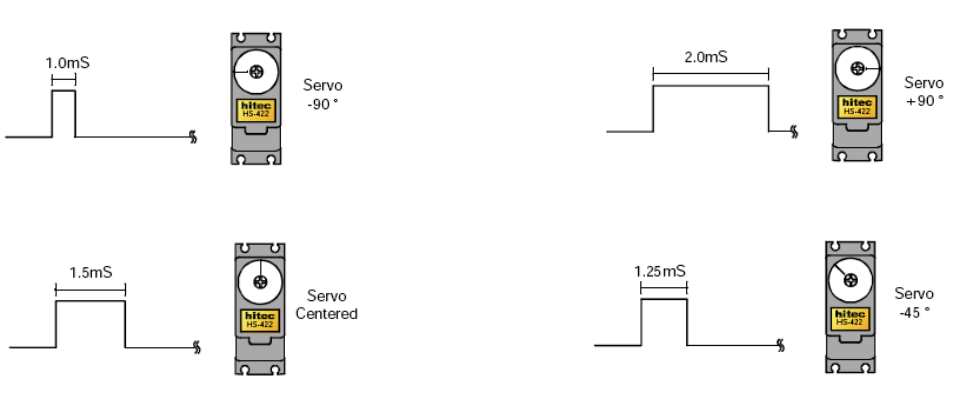 1.0mS
hitec
HS-422
Servo
-90 °
2.0mS
hitec
HS-422
Servo
+90 °
1.5mS
hitec
HS-422
Servo
Centered
1.25mS
hitec
HS-422
Servo
-45 °